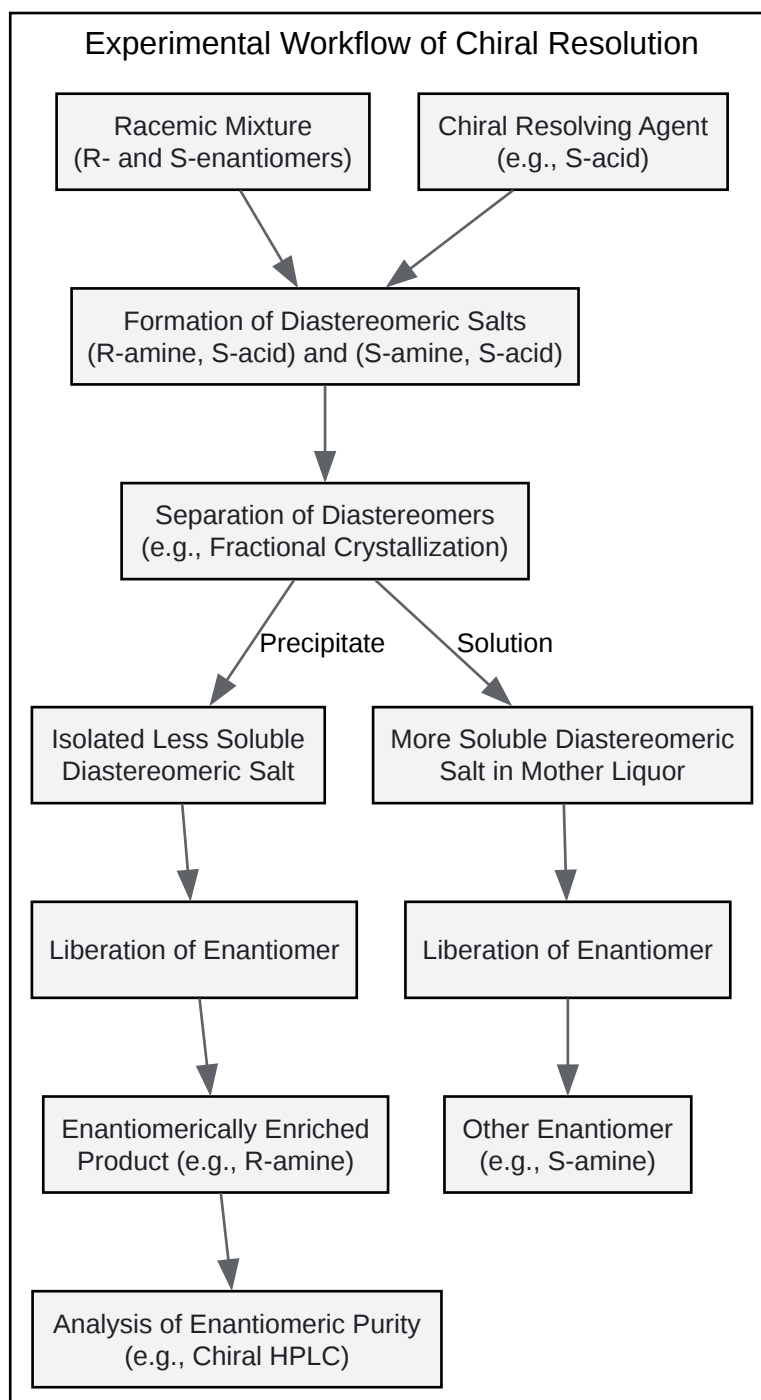 Experimental Workflow of Chiral Resolution
Racemic Mixture
(R- and S-enantiomers)
Chiral Resolving Agent
(e.g., S-acid)
Formation of Diastereomeric Salts
(R-amine, S-acid) and (S-amine, S-acid)
Separation of Diastereomers
(e.g., Fractional Crystallization)
Precipitate
Solution
Isolated Less Soluble
Diastereomeric Salt
More Soluble Diastereomeric
Salt in Mother Liquor
Liberation of Enantiomer
Liberation of Enantiomer
Enantiomerically Enriched
Product (e.g., R-amine)
Other Enantiomer
(e.g., S-amine)
Analysis of Enantiomeric Purity
(e.g., Chiral HPLC)